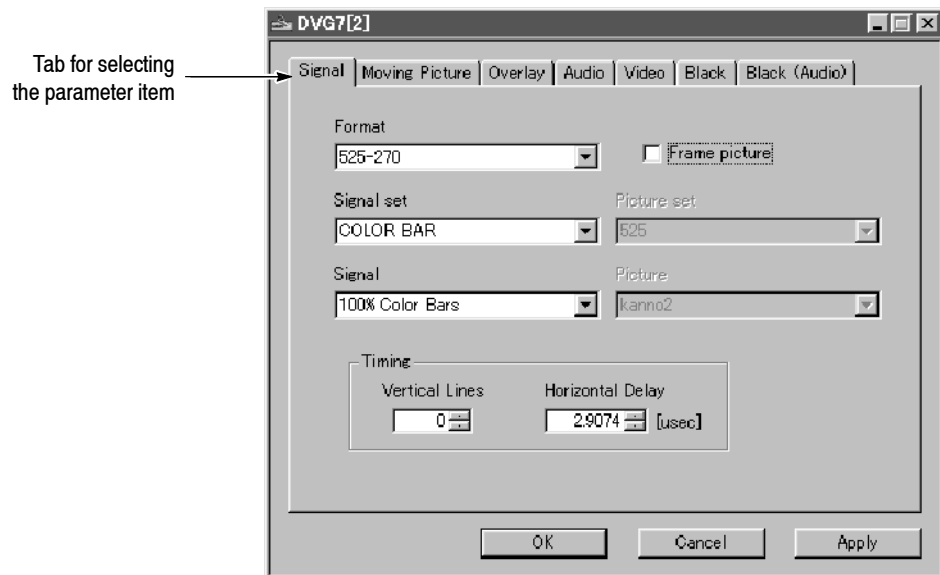 DVG7[2]
Tab for selecting
the parameter item
Signal Moving Picture Overlay Audio Video Black Black (Audio)
Format
525-270 Frame picture
Signal set Picture set
COLOR BAR 525
Signal Picture
100% Color Bars kanno2
Timing
Vertical Lines Horizontal Delay
0 2.9074 [usec]
OK Cancel Apply